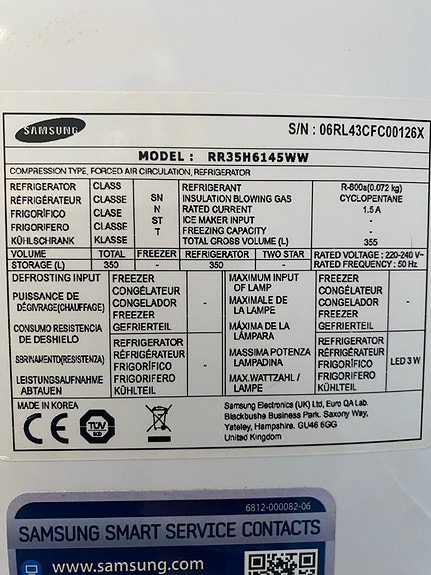 SAMSUNG
S/N : 06RL43CFC00126X
MODEL : RR35H6145WW
COMPRESSION TYPE, FORCED AIR CIRCULATION, REFRIGERATOR
REFRIGERATOR CLASS
RÉFRIGÉRATEUR CLASSE
FRIGORÍFICO CLASSE
FRIGORIFERO CLASSE
KÜHLSCHRANK KLASSE
SN
N
ST
T
REFRIGERANT R-600a(0.072 kg)
INSULATION BLOWING GAS CYCLOPENTANE
RATED CURRENT 1.5 A
ICE MAKER INPUT -
FREEZING CAPACITY -
TOTAL GROSS VOLUME (L) 355
VOLUME TOTAL FREEZER REFRIGERATOR TWO STAR
STORAGE (L) 350 - 350 -
RATED VOLTAGE : 220-240 V~
RATED FREQUENCY : 50 Hz
DEFROSTING INPUT
PUISSANCE DE
DÉGIVRAGE(CHAUFFAGE)
CONSUMO RESISTENCIA
DE DESHIELO
SBRINAMENTO(RESISTENZA)
LEISTUNGSAUFNAHME
ABTAUEN
FREEZER
CONGÉLATEUR
CONGELADOR
FREEZER
GEFRIERTEIL
-
REFRIGERATOR
RÉFRIGÉRATEUR
FRIGORÍFICO
FRIGORIFERO
KÜHLTEIL
-
MAXIMUM INPUT
OF LAMP
MAXIMALE DE
LA LAMPE
MÁXIMA DE LA
LÁMPARA
MASSIMA POTENZA
LAMPADINA
MAX.WATTZAHL /
LAMPE
FREEZER
CONGÉLATEUR
CONGELADOR
FREEZER
GEFRIERTEIL
-
REFRIGERATOR
RÉFRIGÉRATEUR
FRIGORÍFICO
FRIGORIFERO
KÜHLTEIL
LED 3 W
MADE IN KOREA
CE
TÜV
Samsung Electronics (UK) Ltd, Euro QA Lab.
Blackbushe Business Park, Saxony Way,
Yateley, Hampshire. GU46 6GG
United Kingdom
6812-000082-06
SAMSUNG SMART SERVICE CONTACTS
www.samsung.com